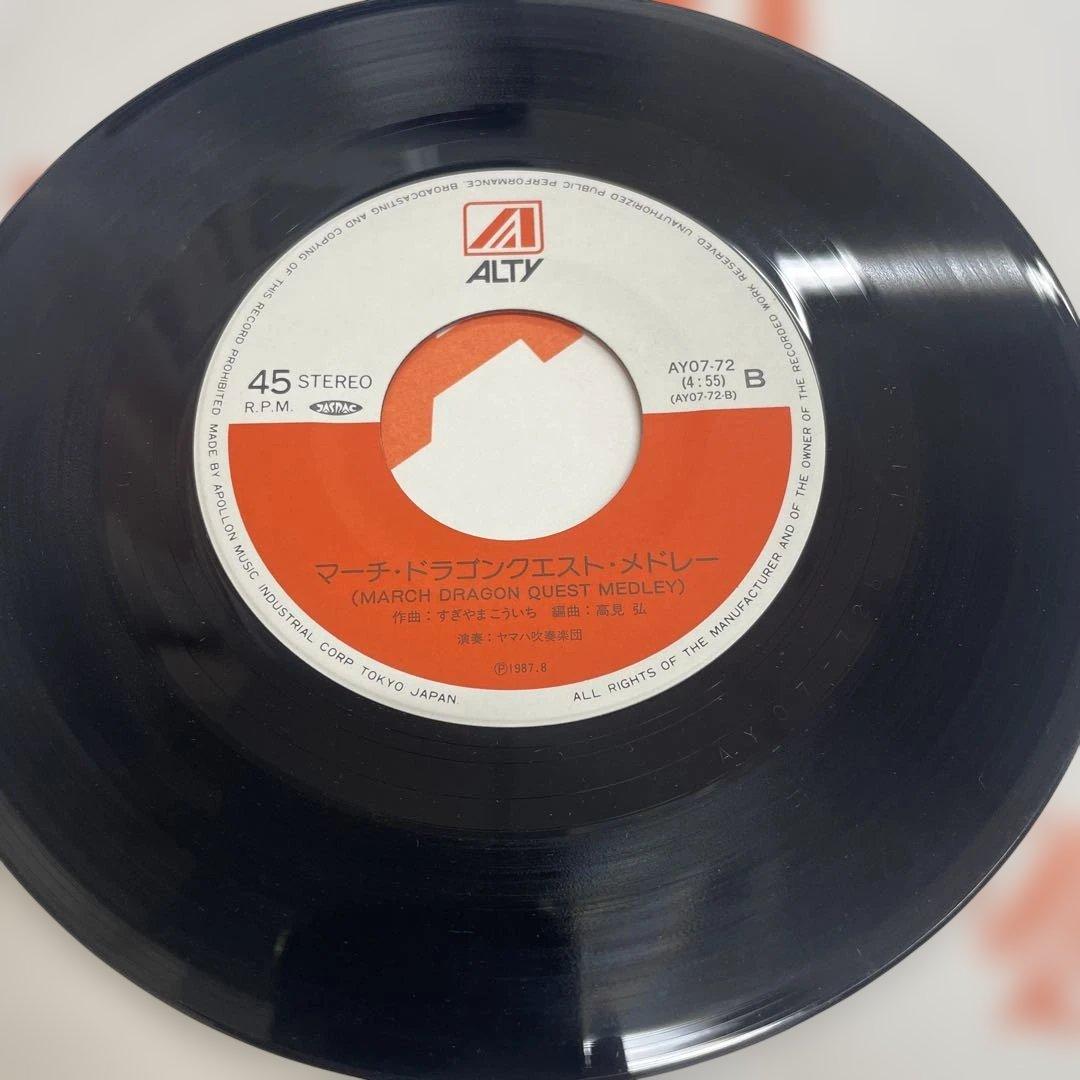 ALTY
45 STEREO
R.P.M. JASRAC
AY07-72
(4:55) B
(AY07-72-B)
マーチ・ドラゴンクエスト・メドレー
(MARCH DRAGON QUEST MEDLEY)
作曲:すぎやまこういち 編曲:高見 弘
演奏:ヤマハ吹奏楽団
Ⓟ1987.8
MADE BY APOLLON MUSIC INDUSTRIAL CORP TOKYO JAPAN.
ALL RIGHTS OF THE MANUFACTURER AND OF THE OWNER OF THE RECORDED WORK RESERVED. UNAUTHORIZED PUBLIC PERFORMANCE. BROADCASTING AND COPYING OF THIS RECORD PROHIBITED